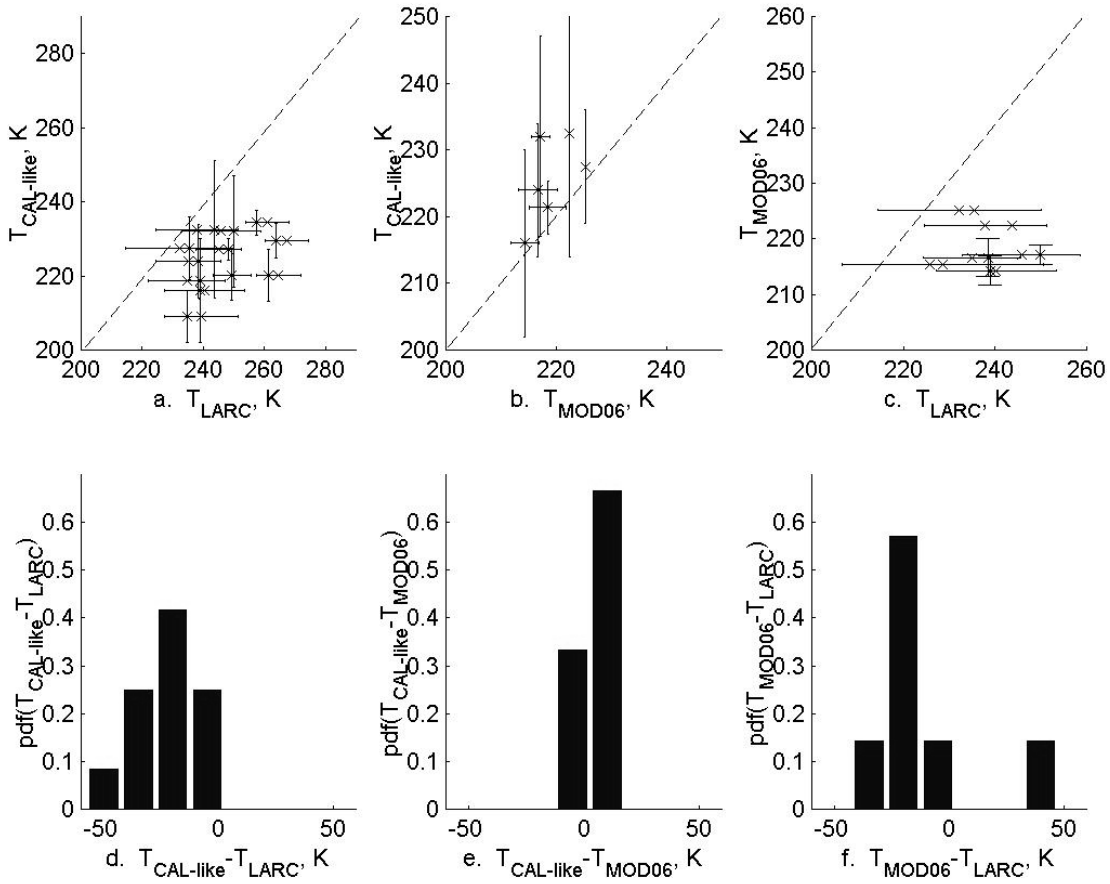 T_CAL-like, K
280
260
240
220
200
200 220 240 260 280
a. T_LARC, K
T_CAL-like, K
250
240
230
220
210
200
200 220 240
b. T_MOD06, K
T_MOD06, K
260
250
240
230
220
210
200
200 220 240 260
c. T_LARC, K
pdf(T_CAL-like-T_LARC)
0.6
0.5
0.4
0.3
0.2
0.1
0
-50 0 50
d. T_CAL-like-T_LARC, K
pdf(T_CAL-like-T_MOD06)
0.6
0.5
0.4
0.3
0.2
0.1
0
-50 0 50
e. T_CAL-like-T_MOD06, K
pdf(T_MOD06-T_LARC)
0.6
0.5
0.4
0.3
0.2
0.1
0
-50 0 50
f. T_MOD06-T_LARC, K